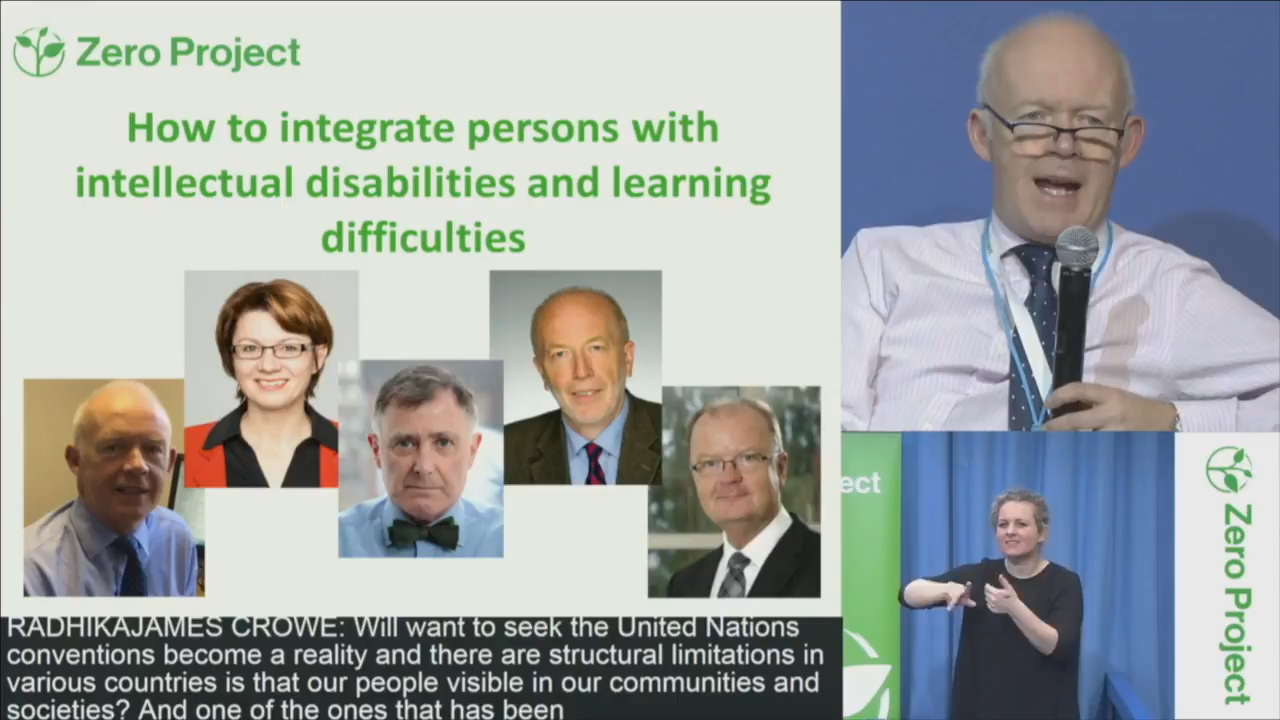 Zero Project
How to integrate persons with
intellectual disabilities and learning
difficulties
RADHIKAJAMES CROWE: Will want to seek the United Nations
conventions become a reality and there are structural limitations in
various countries is that our people visible in our communities and
societies? And one of the ones that has been
ect
Zero Project